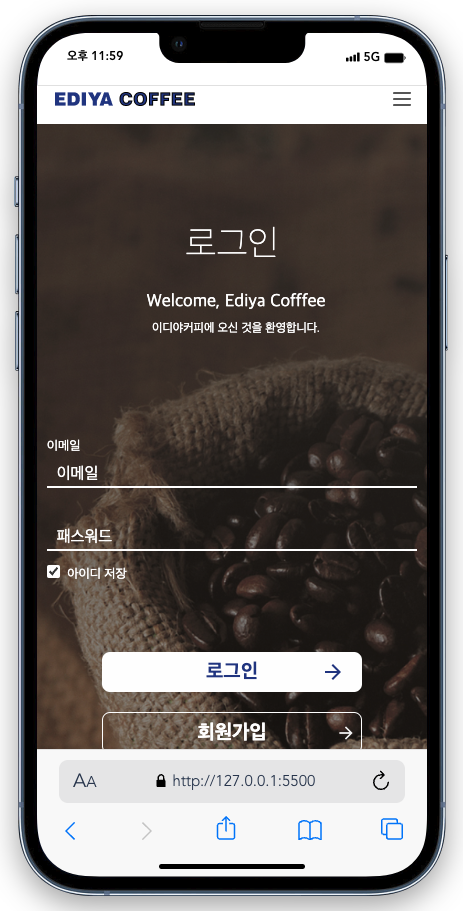 오후 11:59
5G
EDIYA COFFEE
로그인
Welcome, Ediya Cofffee
이디야커피에 오신 것을 환영합니다.
이메일
이메일
패스워드
아이디 저장
로그인
회원가입
AA
http://127.0.0.1:5500